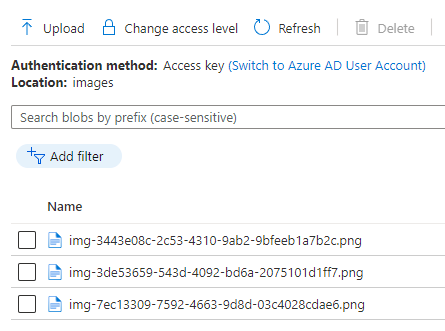 Upload Change access level Refresh Delete
Authentication method: Access key (Switch to Azure AD User Account)
Location: images
Search blobs by prefix (case-sensitive)
Add filter
Name
img-3443e08c-2c53-4310-9ab2-9bfeeb1a7b2c.png
img-3de53659-543d-4092-bd6a-2075101d1ff7.png
img-7ec13309-7592-4663-9d8d-03c4028cdae6.png